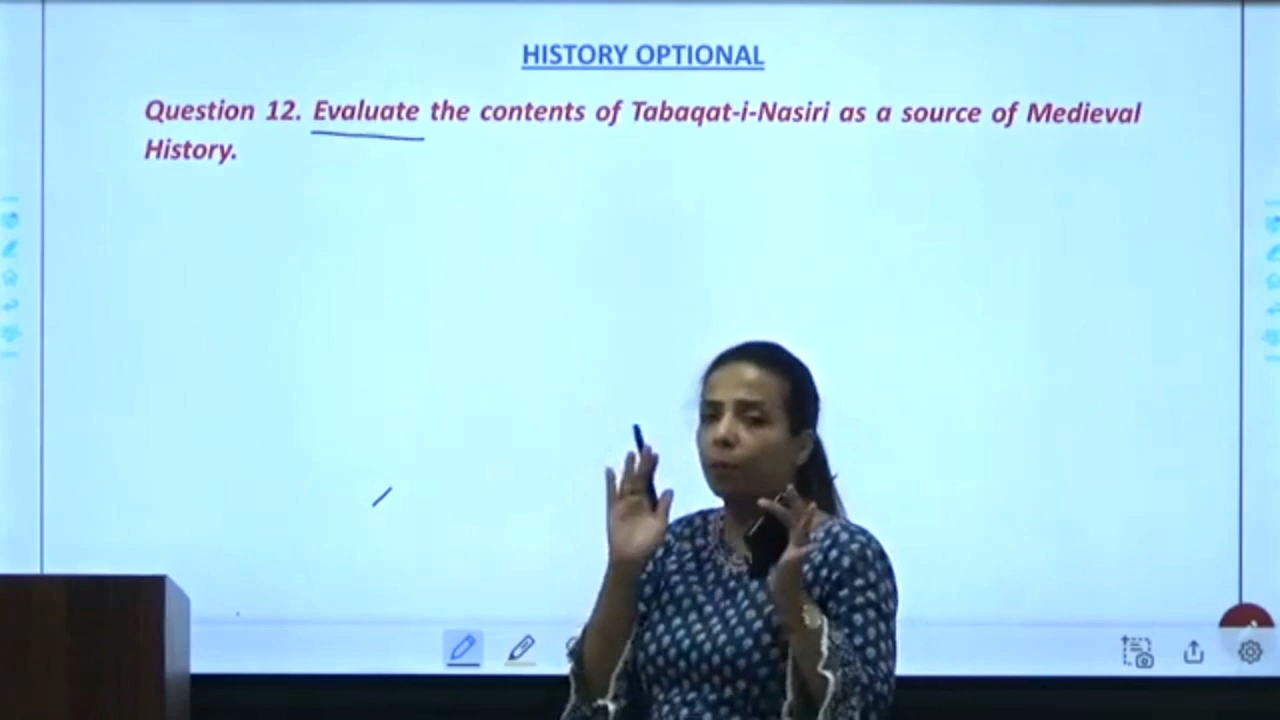 HISTORY OPTIONAL
Question 12. Evaluate the contents of Tabaqat-i-Nasiri as a source of Medieval
History.